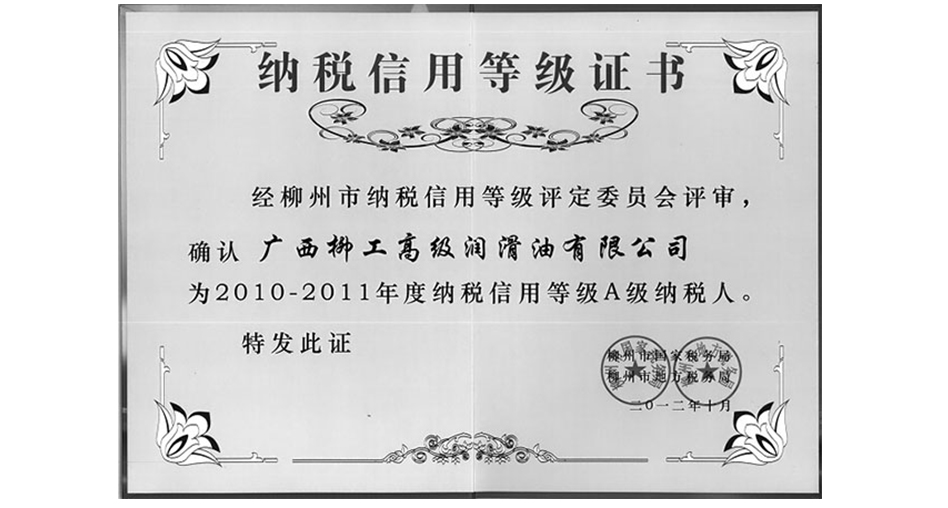 纳税信用等级证书
经柳州市纳税信用等级评定委员会评审，
确认 广西柳工高级润滑油有限公司
为2010-2011年度纳税信用等级A级纳税人。
特发此证
柳州市国家税务局
柳州市地方税务局
二〇一二年十月